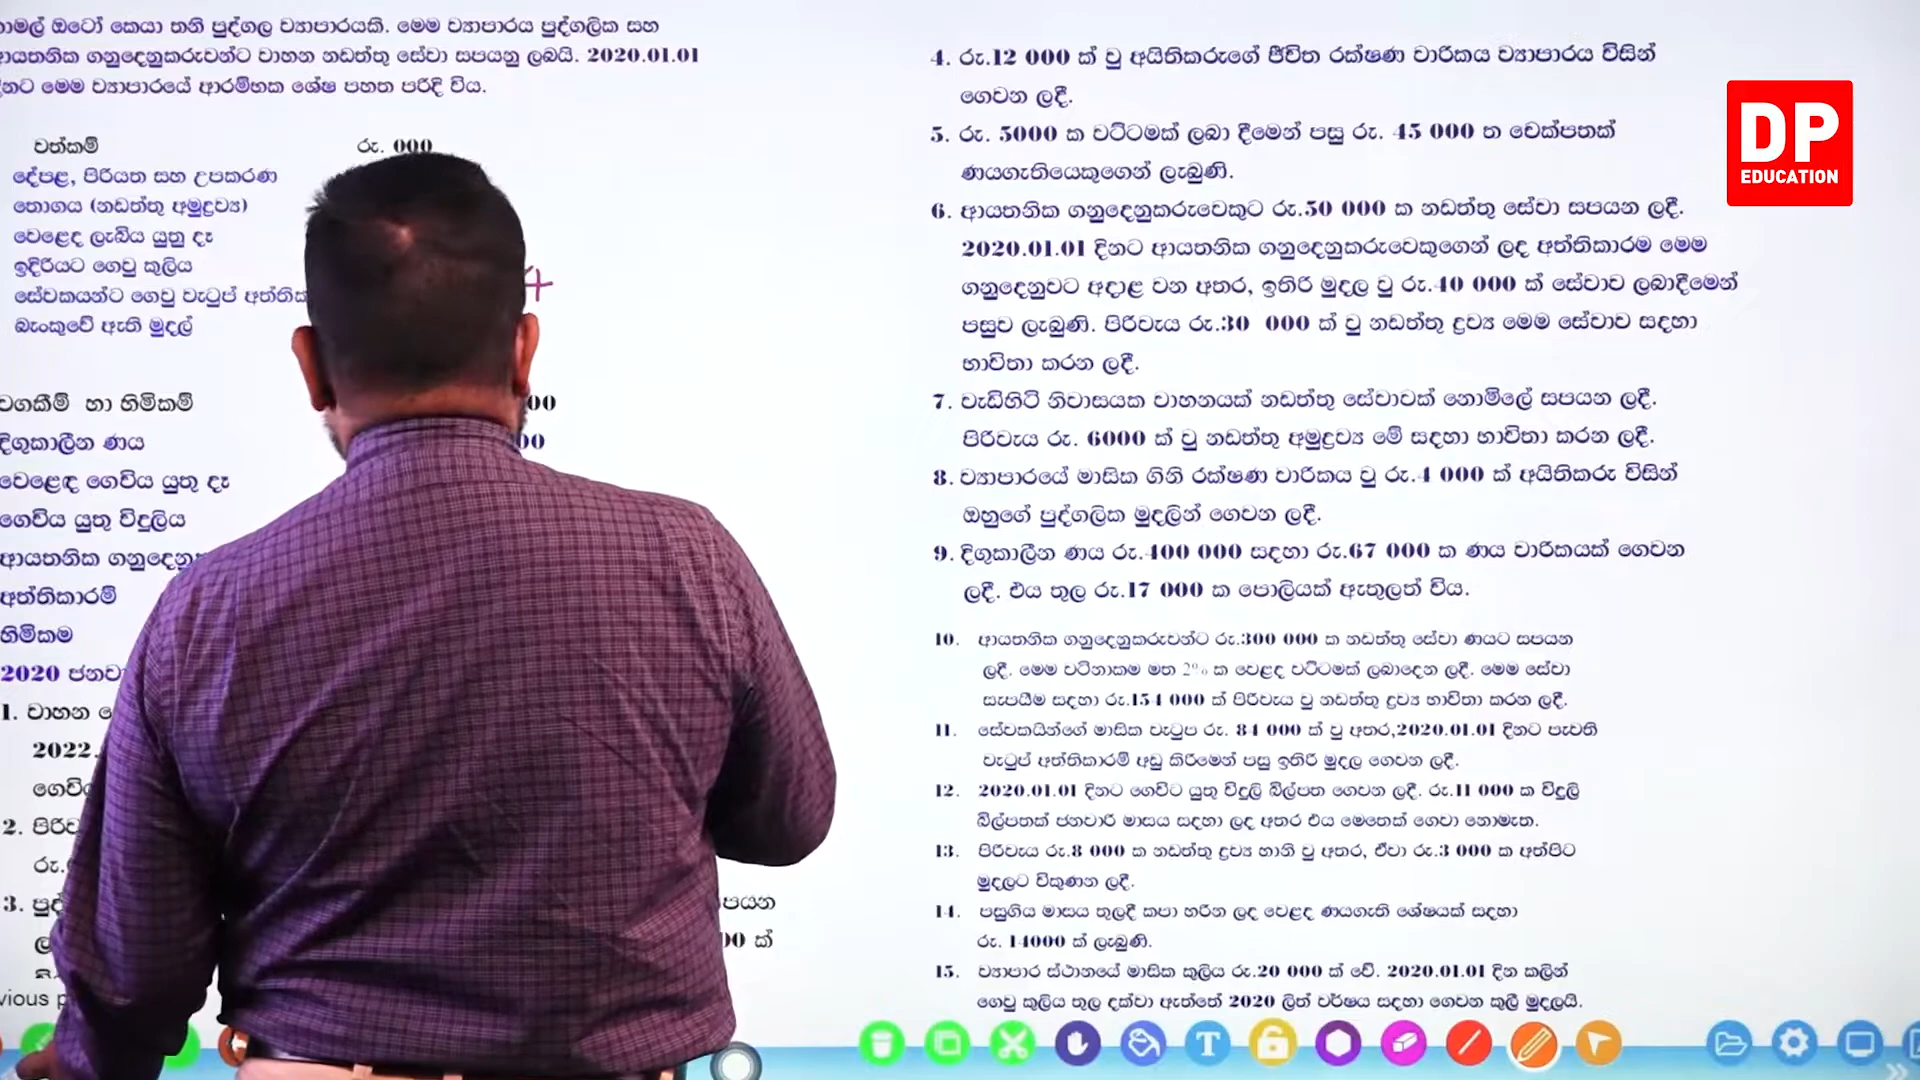 ඔටෝ කෙයා තනි පුද්ගල ව්‍යාපාරයකි. මෙම ව්‍යාපාරය පුද්ගලික සහ
ආයතනික ගනුදෙනුකරුවන්ට වාහන නඩත්තු සේවා සපයනු ලබයි. 2020.01.01
දිනට මෙම ව්‍යාපාරයේ ආරම්භක ශේෂ පහත පරිදි විය.
වත්කම් රු. 000
දේපළ, පිරියත සහ උපකරණ
තොගය (නඩත්තු අමුද්‍රව්‍ය)
වෙළෙද ලැබිය යුතු දෑ
ඉදිරියට ගෙවු කුලිය
සේවකයන්ට ගෙවු වැටුප්
බැංකුවේ ඇති මුදල්
වගකීම් හා හිමිකම්
දිගුකාලීන ණය
වෙළෙඳ ගෙවිය යුතු දෑ
ගෙවිය යුතු විදුලිය
ආයතනික
අත්තිකාරම්
හිමිකම
2020
1. වාහන
2022.
2.
රු.
3.
සපයන
ක්
4. රු.12 000 ක් වු අයිතිකරුගේ ජීවිත රක්ෂණ වාරිකය ව්‍යාපාරය විසින්
ගෙවන ලදී.
5. රු. 5000 ක වට්ටමක් ලබා දීමෙන් පසු රු. 45 000 ත චෙක්පතක්
ණයගැතියෙකුගෙන් ලැබුණි.
6. ආයතනික ගනුදෙනුකරුවෙකුට රු.50 000 ක නඩත්තු සේවා සපයන ලදී.
2020.01.01 දිනට ආයතනික ගනුදෙනුකරුවෙකුගෙන් ලද අත්තිකාරම මෙම
ගනුදෙනුවට අදාළ වන අතර, ඉතිරි මුදල වු රු.40 000 ක් සේවාව ලබාදීමෙන්
පසුව ලැබුණි. පිරිවැය රු.30 000 ක් වු නඩත්තු ද්‍රව්‍ය මෙම සේවාව සඳහා
භාවිතා කරන ලදී.
7. වැඩිහිටි නිවාසයක වාහනයක් නඩත්තු සේවාවක් නොමිලේ සපයන ලදී.
පිරිවැය රු. 6000 ක් වු නඩත්තු අමුද්‍රව්‍ය මේ සඳහා භාවිතා කරන ලදී.
8. ව්‍යාපාරයේ මාසික ගිනි රක්ෂණ වාරිකය වු රු.4 000 ක් අයිතිකරු විසින්
ඔහුගේ පුද්ගලික මුදලින් ගෙවන ලදී.
9. දිගුකාලීන ණය රු.400 000 සඳහා රු.67 000 ක ණය වාරිකයක් ගෙවන
ලදී. එය තුල රු.17 000 ක පොලියක් ඇතුලත් විය.
10. ආයතනික ගනුදෙනුකරුවන්ට රු.300 000 ක නඩත්තු සේවා ණයට සපයන
ලදී. මෙම වටිනාකම මත 2% ක වෙළද වට්ටමක් ලබාදෙන ලදී. මෙම සේවා
සැපයීම සඳහා රු.154 000 ක් පිරිවැය වු නඩත්තු ද්‍රව්‍ය භාවිතා කරන ලදී.
11. සේවකයින්ගේ මාසික වැටුප රු. 84 000 ක් වු අතර,2020.01.01 දිනට පැවති
වැටුප් අත්තිකාරම් අඩු කිරීමෙන් පසු ඉතිරි මුදල ගෙවන ලදී.
12. 2020.01.01 දිනට ගෙවීට යුතු විදුලි බිල්පත ගෙවන ලදී. රු.11 000 ක විදුලි
බිල්පතක් ජනවාරි මාසය සඳහා ලද අතර එය මෙතෙක් ගෙවා නොමැත.
13. පිරිවැය රු.8 000 ක නඩත්තු ද්‍රව්‍ය හානි වු අතර, ඒවා රු.3 000 ක අත්පිට
මුදලට විකුණන ලදී.
14. පසුගිය මාසය තුලදී කපා හරින ලද වෙළද ණයගැති ශේෂයක් සඳහා
රු. 14000 ක් ලැබුණි.
15. ව්‍යාපාර ස්ථානයේ මාසික කුලිය රු.20 000 ක් වේ. 2020.01.01 දින කලින්
ගෙවු කුලිය තුල දක්වා ඇත්තේ 2020 ලිත් වර්ෂය සඳහා ගෙවන කුලී මුදලයි.
DP
EDUCATION